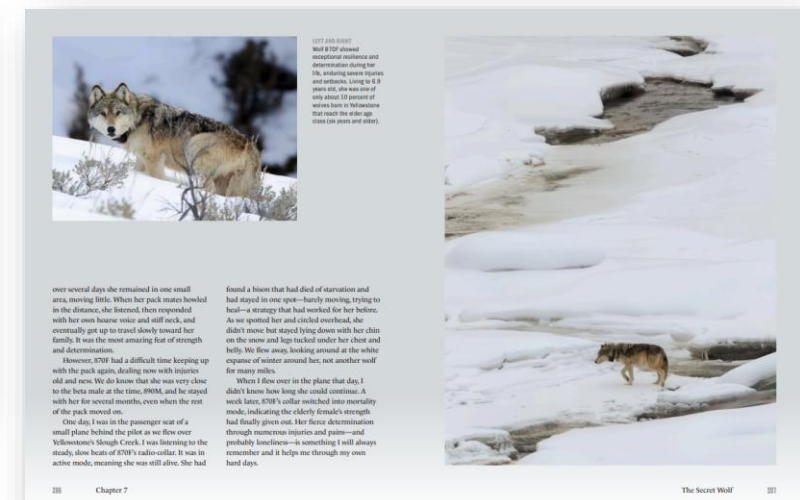 LEFT AND RIGHT
Wolf 870F showed
exceptional resilience and
determination during her
life, enduring severe injuries
and setbacks. Living to 6.9
years old, she was one of
only about 10 percent of
wolves born in Yellowstone
that reach the elder age
class (six years and older).
over several days she remained in one small
area, moving little. When her pack mates howled
in the distance, she listened, then responded
with her own hoarse voice and stiff neck, and
eventually got up to travel slowly toward her
family. It was the most amazing feat of strength
and determination.
However, 870F had a difficult time keeping up
with the pack again, dealing now with injuries
old and new. We do know that she was very close
to the beta male at the time, 890M, and he stayed
with her for several months, even when the rest
of the pack moved on.
One day, I was in the passenger seat of a
small plane behind the pilot as we flew over
Yellowstone's Slough Creek. I was listening to the
steady, slow beats of 870F's radio-collar. It was in
active mode, meaning she was still alive. She had
found a bison that had died of starvation and
had stayed in one spot—barely moving, trying to
heal—a strategy that had worked for her before.
As we spotted her and circled overhead, she
didn't move but stayed lying down with her chin
on the snow and legs tucked under her chest and
belly. We flew away, looking around at the white
expanse of winter around her, not another wolf
for many miles.
When I flew over in the plane that day, I
didn't know how long she could continue. A
week later, 870F's collar switched into mortality
mode, indicating the elderly female's strength
had finally given out. Her fierce determination
through numerous injuries and pains—and
probably loneliness—is something I will always
remember and it helps me through my own
hard days.
Chapter 7
The Secret Wolf